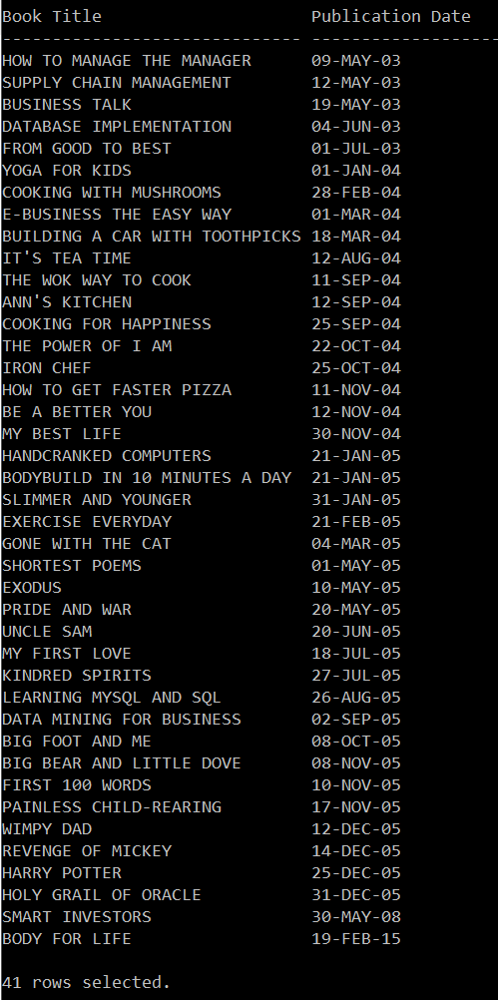 Book Title                     Publication Date
------------------------------ -------------------
HOW TO MANAGE THE MANAGER      09-MAY-03
SUPPLY CHAIN MANAGEMENT        12-MAY-03
BUSINESS TALK                  19-MAY-03
DATABASE IMPLEMENTATION        04-JUN-03
FROM GOOD TO BEST              01-JUL-03
YOGA FOR KIDS                  01-JAN-04
COOKING WITH MUSHROOMS         28-FEB-04
E-BUSINESS THE EASY WAY        01-MAR-04
BUILDING A CAR WITH TOOTHPICKS 18-MAR-04
IT'S TEA TIME                  12-AUG-04
THE WOK WAY TO COOK            11-SEP-04
ANN'S KITCHEN                  12-SEP-04
COOKING FOR HAPPINESS          25-SEP-04
THE POWER OF I AM              22-OCT-04
IRON CHEF                      25-OCT-04
HOW TO GET FASTER PIZZA        11-NOV-04
BE A BETTER YOU                12-NOV-04
MY BEST LIFE                   30-NOV-04
HANDCRANKED COMPUTERS          21-JAN-05
BODYBUILD IN 10 MINUTES A DAY  21-JAN-05
SLIMMER AND YOUNGER            31-JAN-05
EXERCISE EVERYDAY              21-FEB-05
GONE WITH THE CAT              04-MAR-05
SHORTEST POEMS                 01-MAY-05
EXODUS                         10-MAY-05
PRIDE AND WAR                  20-MAY-05
UNCLE SAM                      20-JUN-05
MY FIRST LOVE                  18-JUL-05
KINDRED SPIRITS                27-JUL-05
LEARNING MYSQL AND SQL         26-AUG-05
DATA MINING FOR BUSINESS       02-SEP-05
BIG FOOT AND ME                08-OCT-05
BIG BEAR AND LITTLE DOVE       08-NOV-05
FIRST 100 WORDS                10-NOV-05
PAINLESS CHILD-REARING         17-NOV-05
WIMPY DAD                      12-DEC-05
REVENGE OF MICKEY              14-DEC-05
HARRY POTTER                   25-DEC-05
HOLY GRAIL OF ORACLE           31-DEC-05
SMART INVESTORS                30-MAY-08
BODY FOR LIFE                  19-FEB-15
41 rows selected.